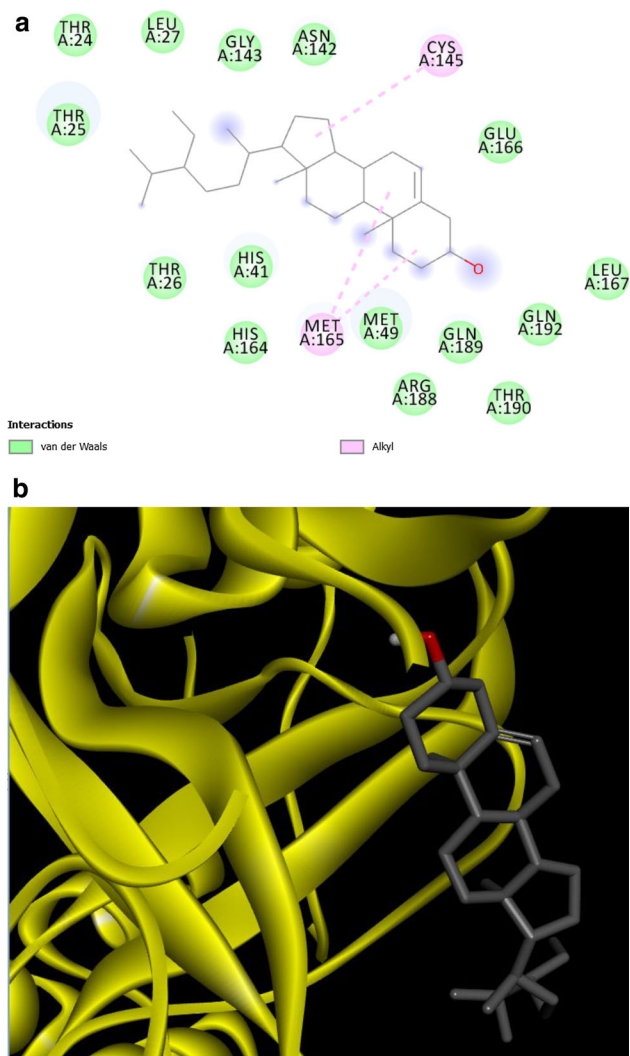 a
THR
A:24
LEU
A:27
GLY
A:143
ASN
A:142
CYS
A:145
THR
A:25
GLU
A:166
THR
A:26
HIS
A:41
LEU
A:167
HIS
A:164
MET
A:165
MET
A:49
GLN
A:189
GLN
A:192
ARG
A:188
THR
A:190
O
Interactions
van der Waals
Alkyl
b